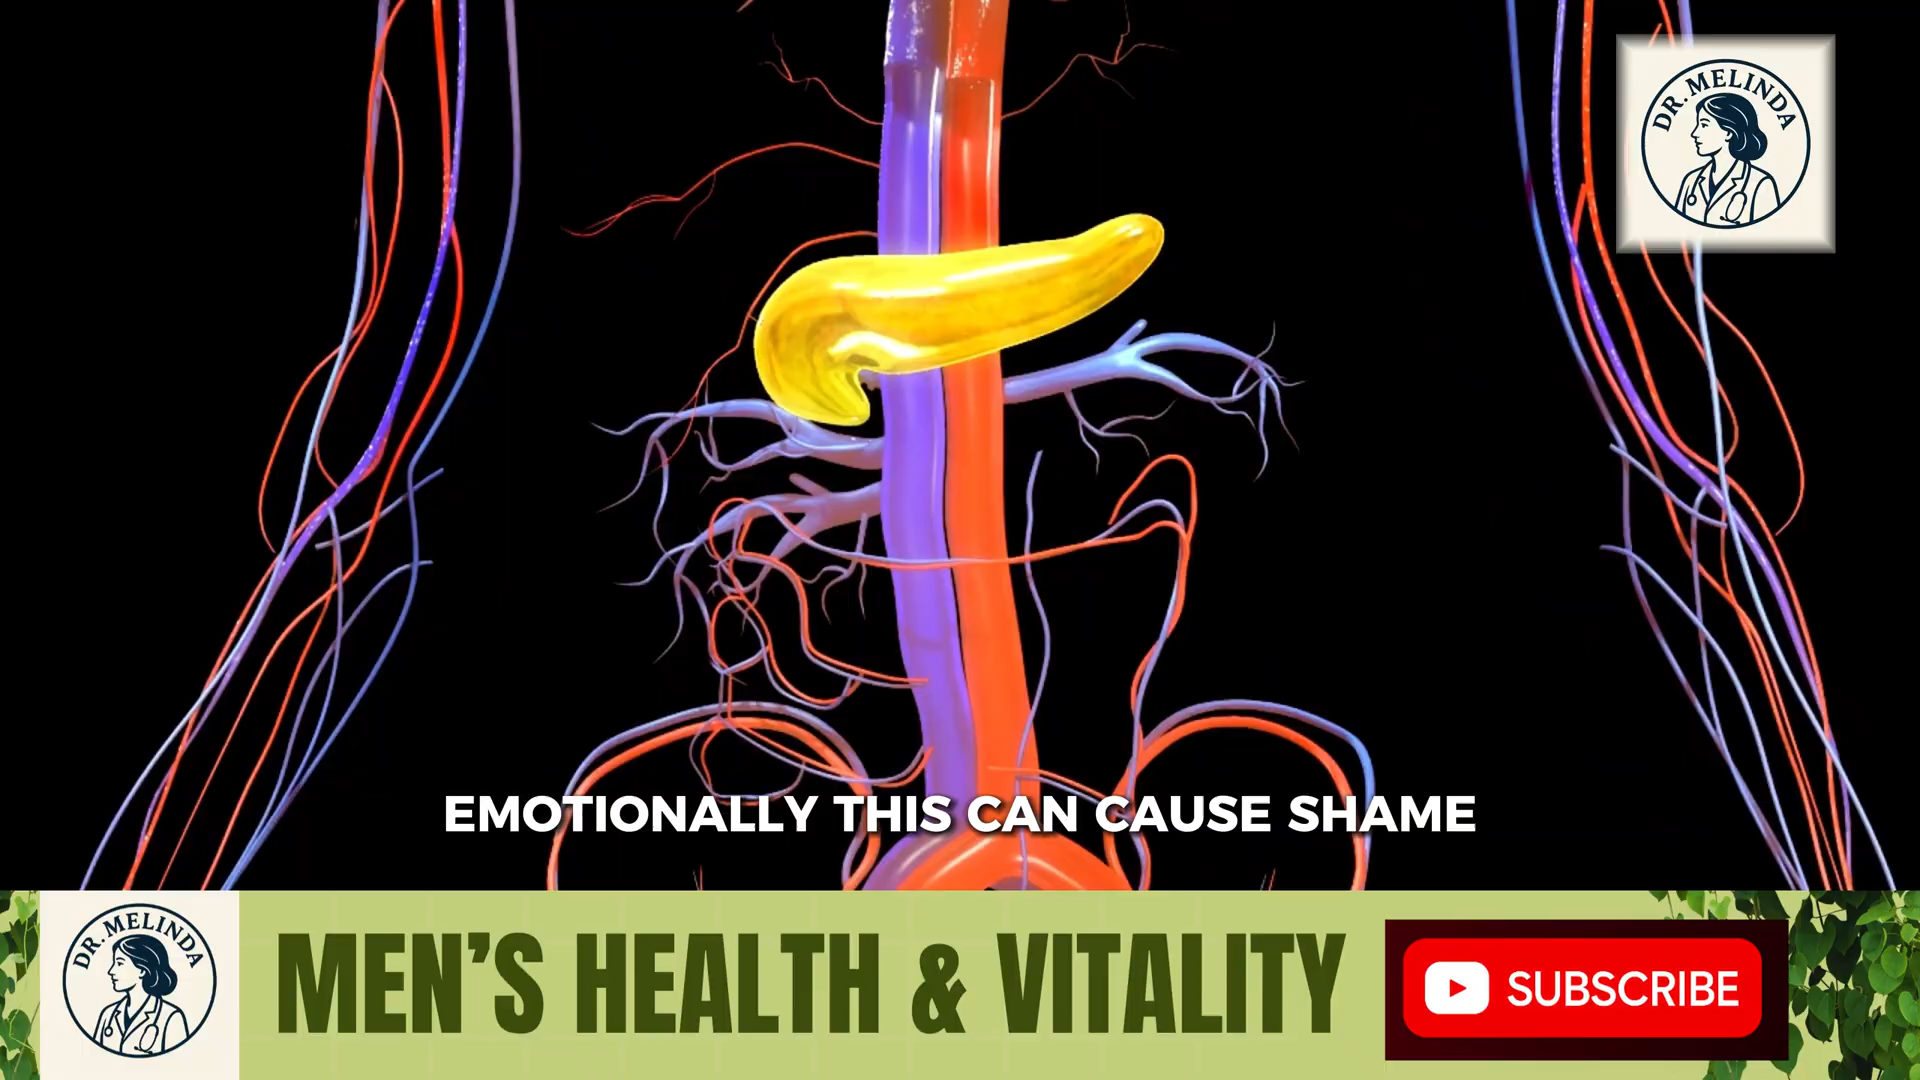 DR. MELINDA
EMOTIONALLY THIS CAN CAUSE SHAME
DR. MELINDA
MEN'S HEALTH & VITALITY
SUBSCRIBE